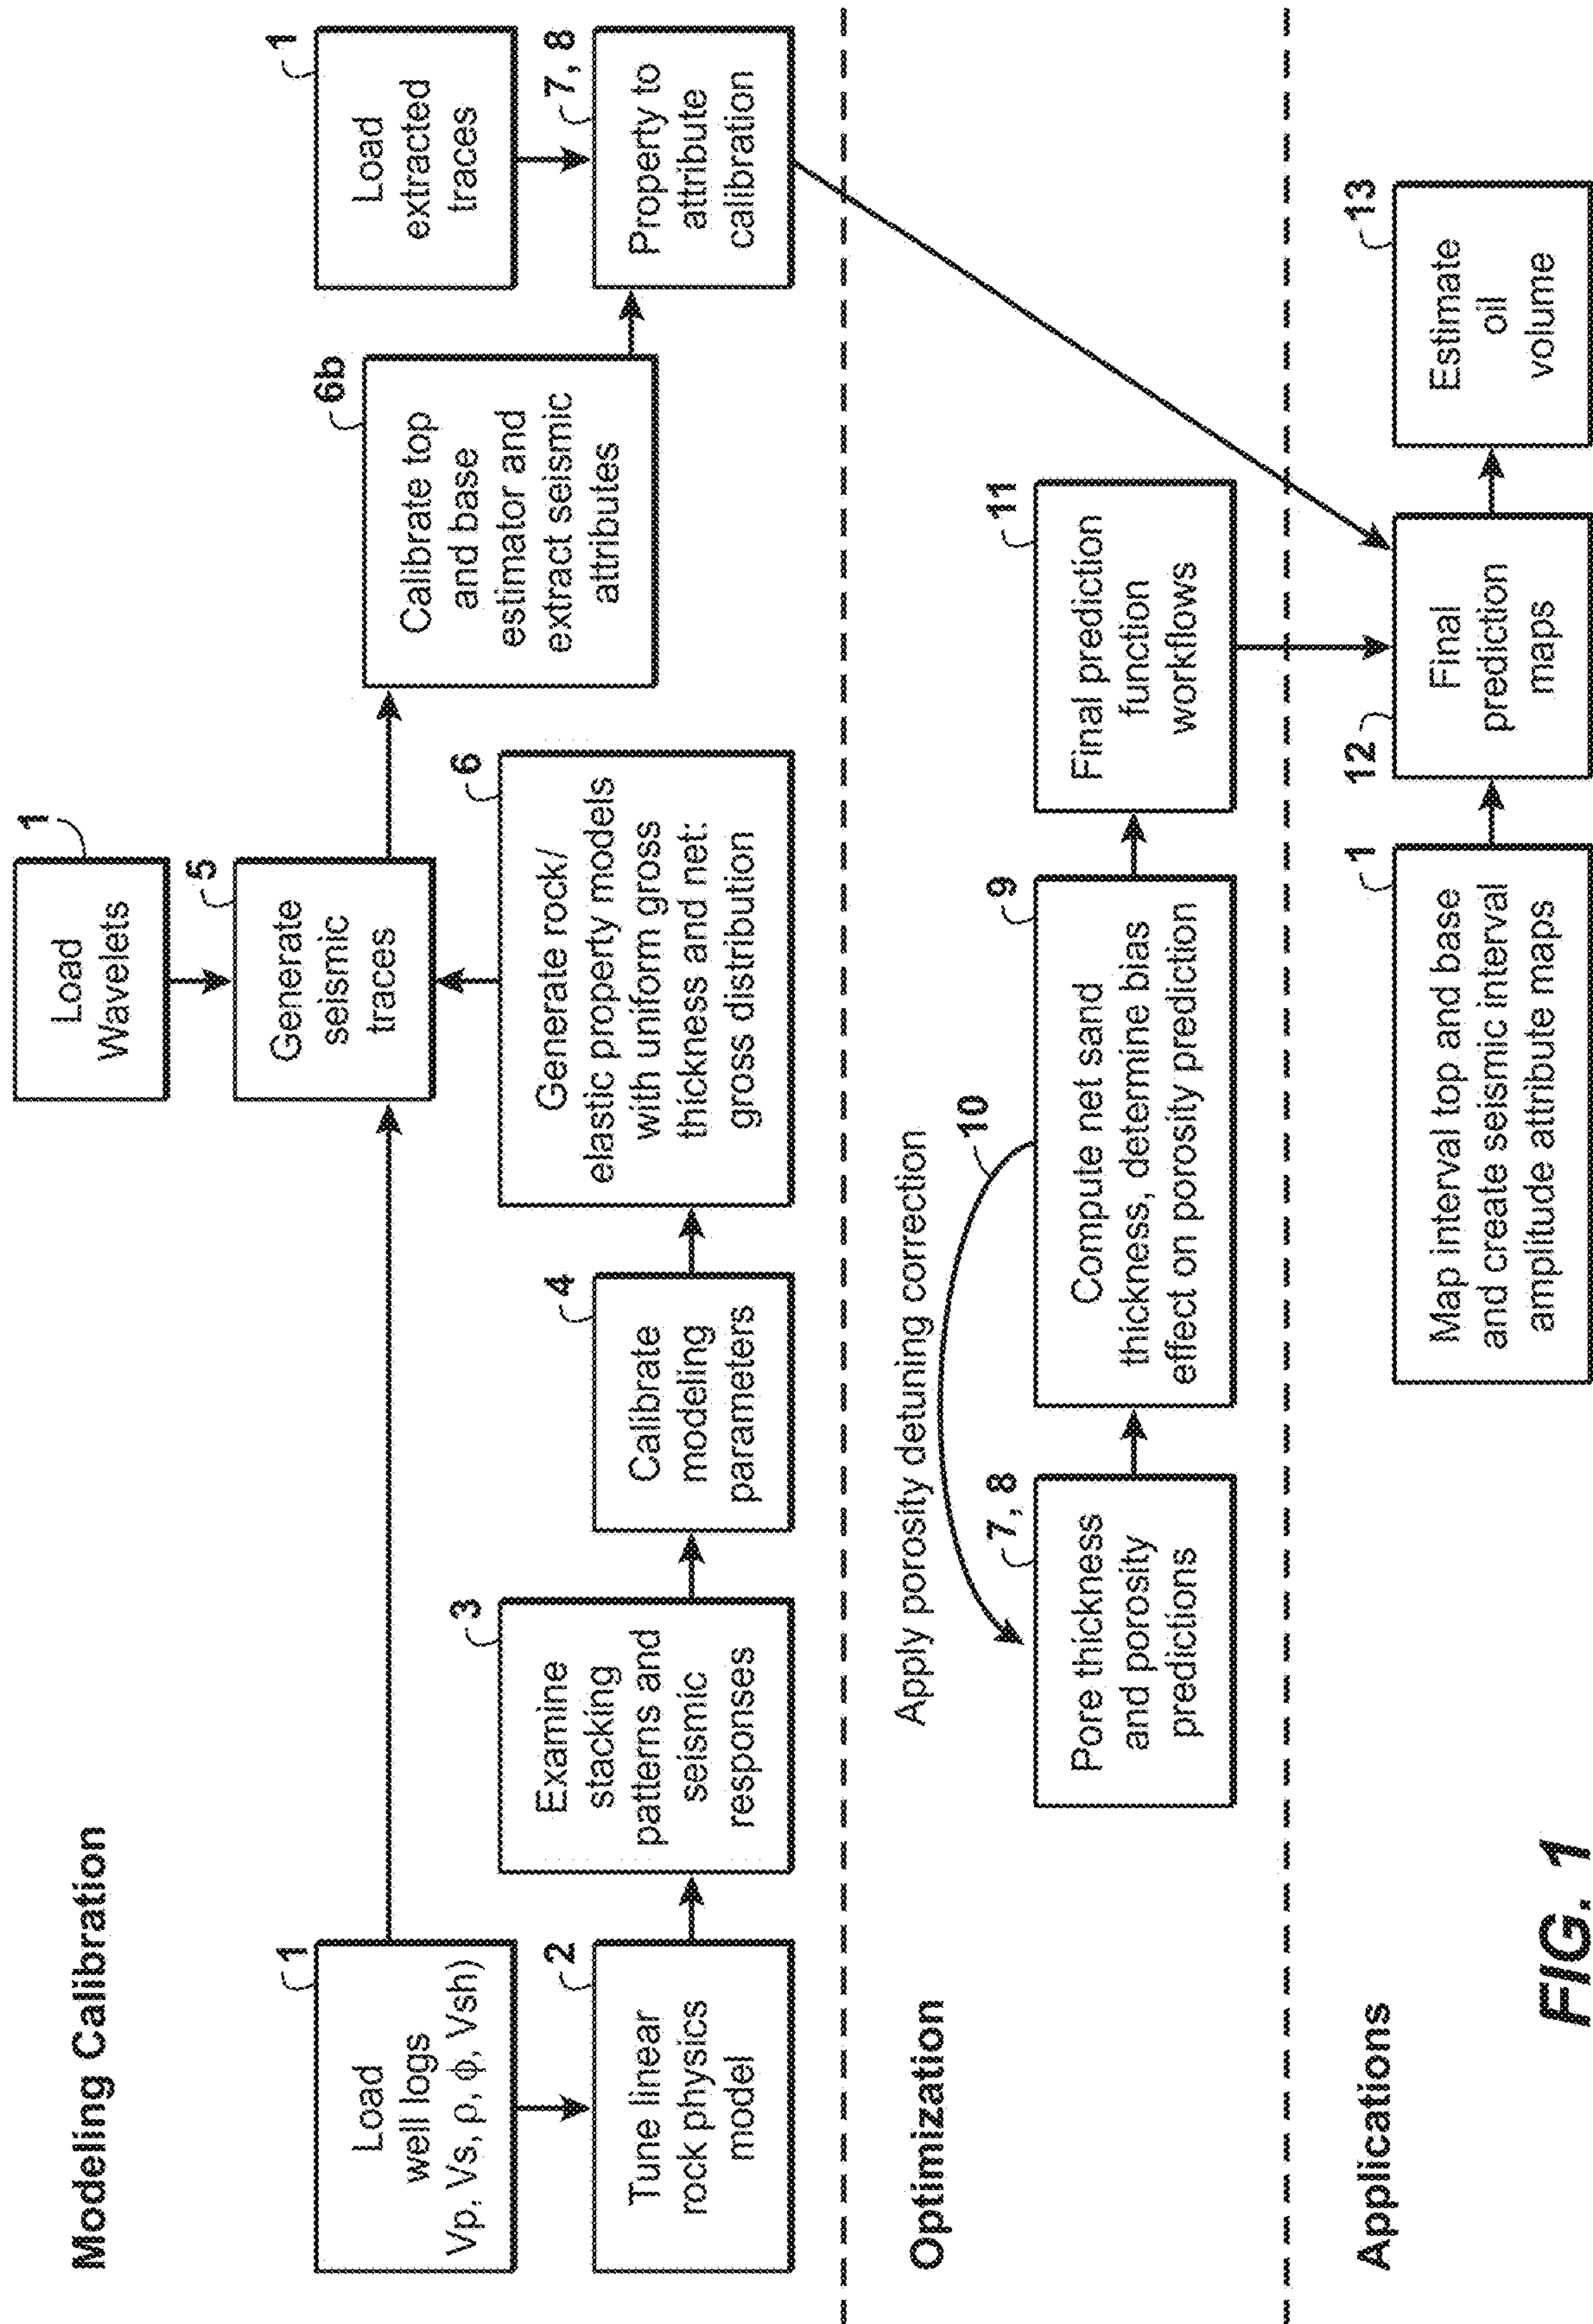 Modeling Calibration
1
Load
Wavelets
1
Load
well logs
Vp, Vs, ρ, ϕ, Vsh)
5
Generate
seismic
traces
6b
Calibrate top
and base
estimator and
extract seismic
attributes
1
Load
extracted
traces
2
Tune linear
rock physics
model
3
Examine
stacking
patterns and
seismic
responses
4
Calibrate
modeling
parameters
6
Generate rock/
elastic property models
with uniform gross
thickness and net:
gross distribution
7, 8
Property to
attribute
calibration
Optimization
Apply porosity detuning correction
10
7, 8
Pore thickness
and porosity
predictions
9
Compute net sand
thickness, determine bias
effect on porosity prediction
11
Final prediction
function
workflows
Applications
1
Map interval top and base
and create seismic interval
amplitude attribute maps
12
Final
prediction
maps
13
Estimate
oil
volume
FIG. 1